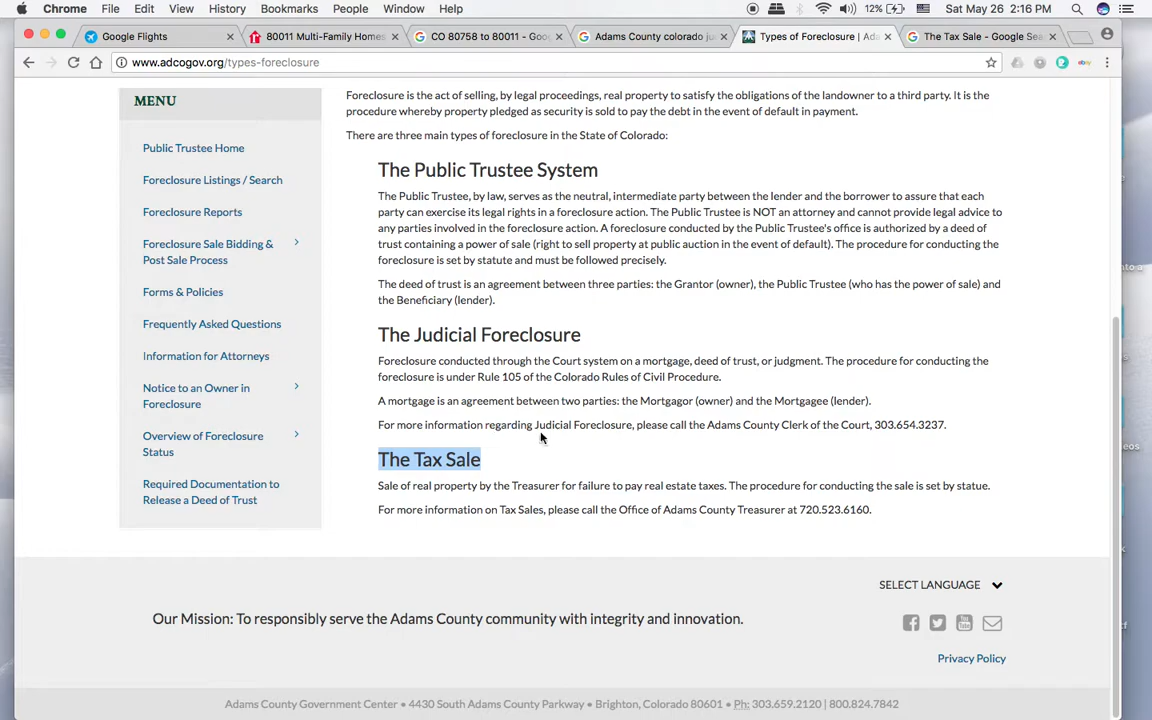 Chrome File Edit View History Bookmarks People Window Help 12% Sat May 26 2:16 PM
Google Flights × 80011 Multi-Family Homes × CO 80758 to 80011 - Goo × Adams County colorado ju × Types of Foreclosure | Ada × The Tax Sale - Google Sea ×
www.adcogov.org/types-foreclosure
MENU
Public Trustee Home
Foreclosure Listings / Search
Foreclosure Reports
Foreclosure Sale Bidding &
Post Sale Process
Forms & Policies
Frequently Asked Questions
Information for Attorneys
Notice to an Owner in
Foreclosure
Overview of Foreclosure
Status
Required Documentation to
Release a Deed of Trust
Foreclosure is the act of selling, by legal proceedings, real property to satisfy the obligations of the landowner to a third party. It is the
procedure whereby property pledged as security is sold to pay the debt in the event of default in payment.
There are three main types of foreclosure in the State of Colorado:
The Public Trustee System
The Public Trustee, by law, serves as the neutral, intermediate party between the lender and the borrower to assure that each
party can exercise its legal rights in a foreclosure action. The Public Trustee is NOT an attorney and cannot provide legal advice to
any parties involved in the foreclosure action. A foreclosure conducted by the Public Trustee's office is authorized by a deed of
trust containing a power of sale (right to sell property at public auction in the event of default). The procedure for conducting the
foreclosure is set by statute and must be followed precisely.
The deed of trust is an agreement between three parties: the Grantor (owner), the Public Trustee (who has the power of sale) and
the Beneficiary (lender).
The Judicial Foreclosure
Foreclosure conducted through the Court system on a mortgage, deed of trust, or judgment. The procedure for conducting the
foreclosure is under Rule 105 of the Colorado Rules of Civil Procedure.
A mortgage is an agreement between two parties: the Mortgagor (owner) and the Mortgagee (lender).
For more information regarding Judicial Foreclosure, please call the Adams County Clerk of the Court, 303.654.3237.
The Tax Sale
Sale of real property by the Treasurer for failure to pay real estate taxes. The procedure for conducting the sale is set by statue.
For more information on Tax Sales, please call the Office of Adams County Treasurer at 720.523.6160.
SELECT LANGUAGE
Our Mission: To responsibly serve the Adams County community with integrity and innovation.
Privacy Policy
Adams County Government Center • 4430 South Adams County Parkway • Brighton, Colorado 80601 • Ph: 303.659.2120 | 800.824.7842